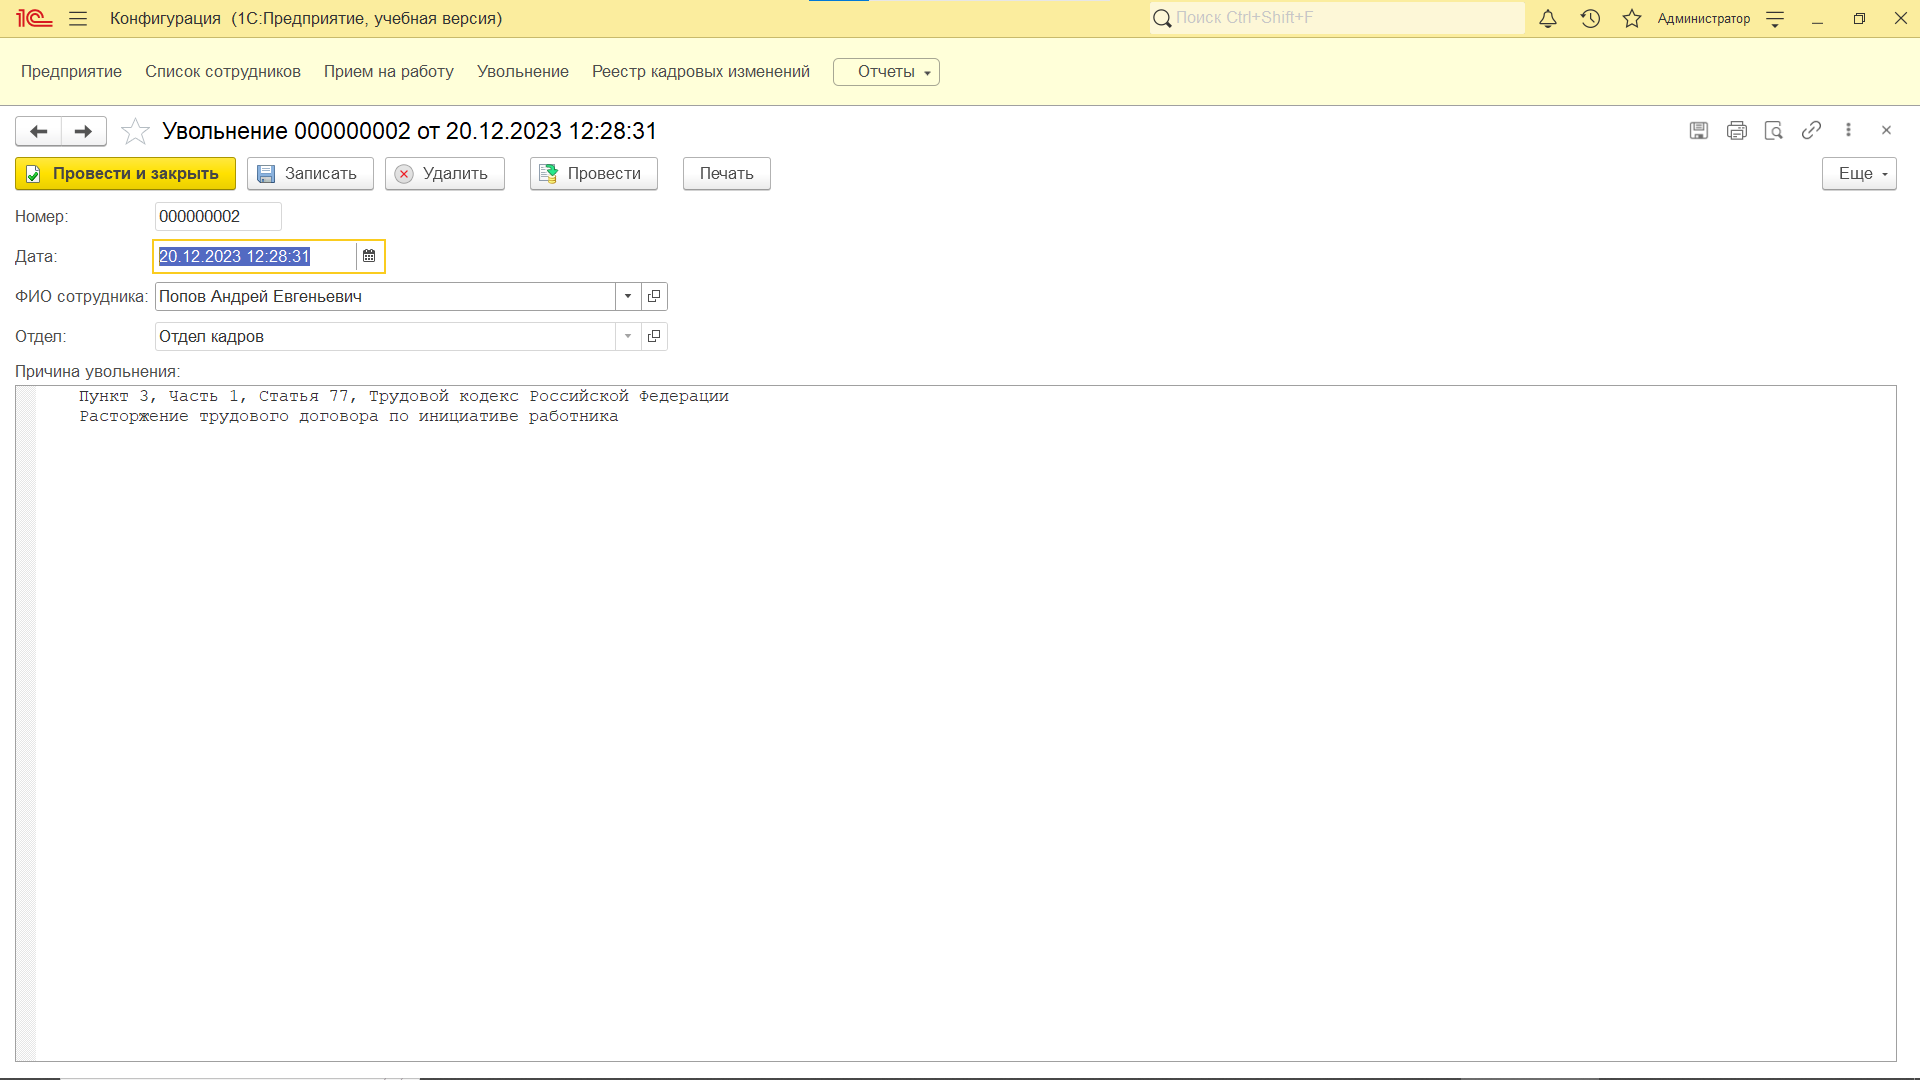 1С Конфигурация (1С:Предприятие, учебная версия) Поиск Ctrl+Shift+F Администратор
Предприятие Список сотрудников Прием на работу Увольнение Реестр кадровых изменений Отчеты
Увольнение 000000002 от 20.12.2023 12:28:31
Провести и закрыть Записать Удалить Провести Печать Еще
Номер: 000000002
Дата: 20.12.2023 12:28:31
ФИО сотрудника: Попов Андрей Евгеньевич
Отдел: Отдел кадров
Причина увольнения:
Пункт 3, Часть 1, Статья 77, Трудовой кодекс Российской Федерации
Расторжение трудового договора по инициативе работника